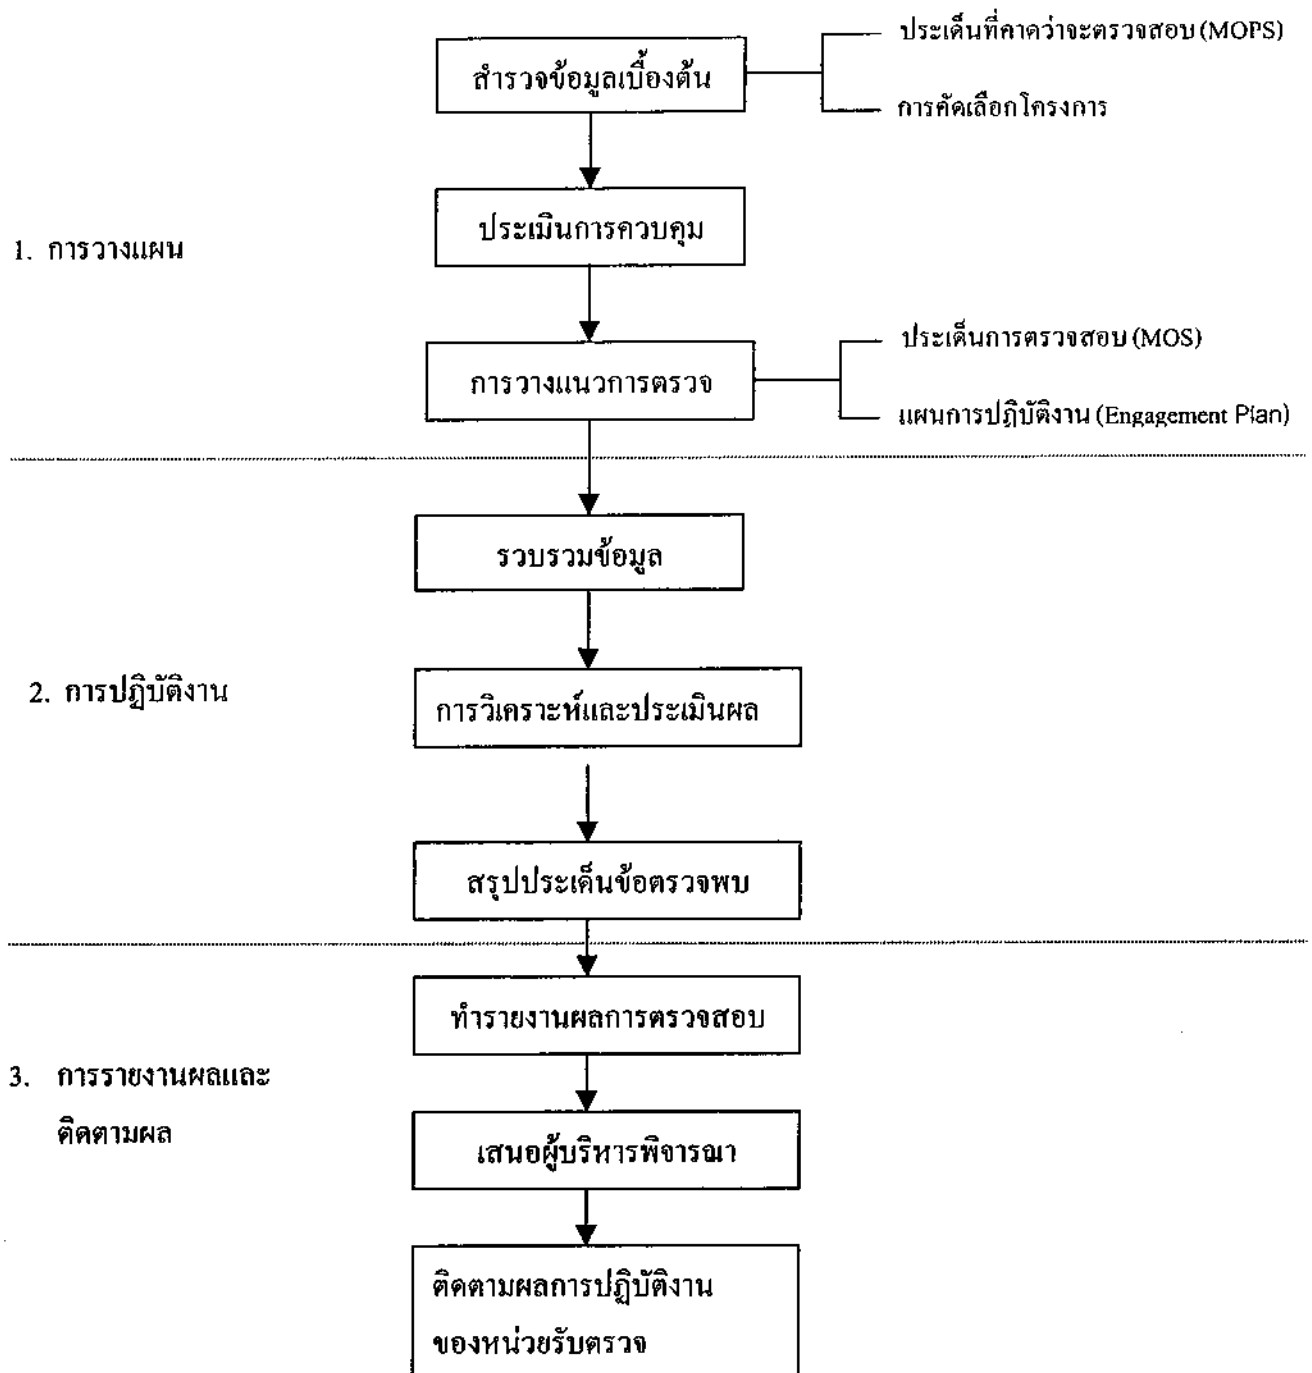 ประเด็นที่คาดว่าจะตรวจสอบ (MOPS)
สำรวจข้อมูลเบื้องต้น
การคัดเลือกโครงการ
ประเมินการควบคุม
1. การวางแผน
ประเด็นการตรวจสอบ (MOS)
การวางแนวการตรวจ
แผนการปฏิบัติงาน (Engagement Plan)
รวบรวมข้อมูล
2. การปฏิบัติงาน
การวิเคราะห์และประเมินผล
สรุปประเด็นข้อตรวจพบ
ทำรายงานผลการตรวจสอบ
3. การรายงานผลและ
ติดตามผล
เสนอผู้บริหารพิจารณา
ติดตามผลการปฏิบัติงาน
ของหน่วยรับตรวจ